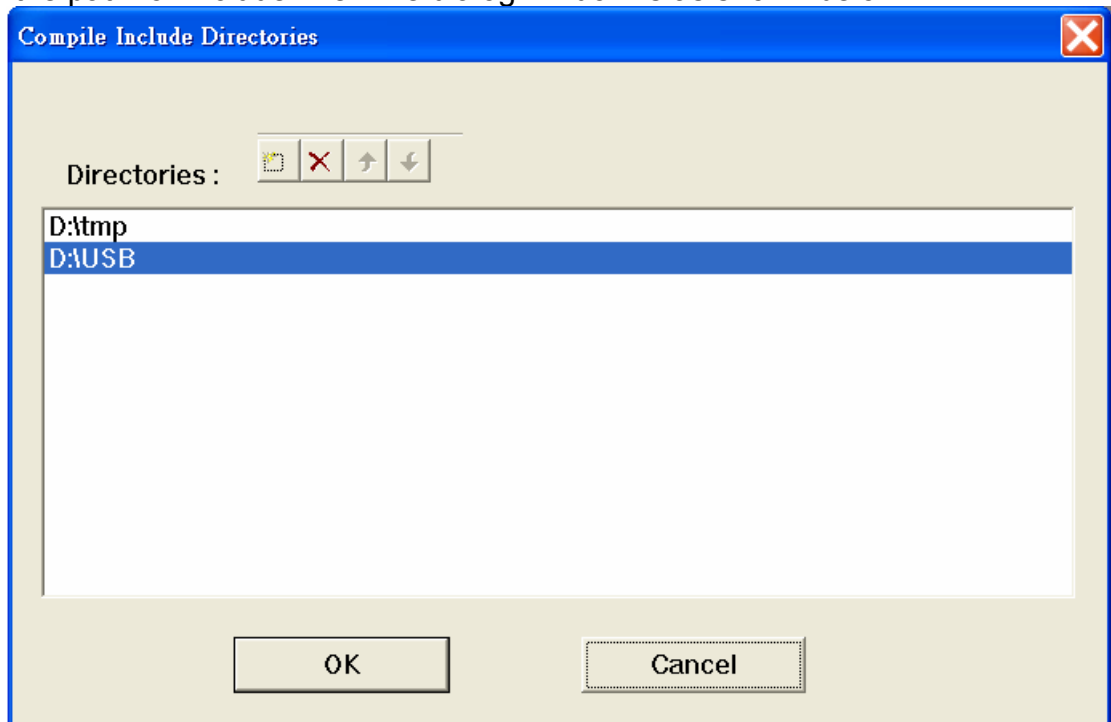 Compile Include Directories
Directories :
D:\tmp
D:\USB
OK
Cancel